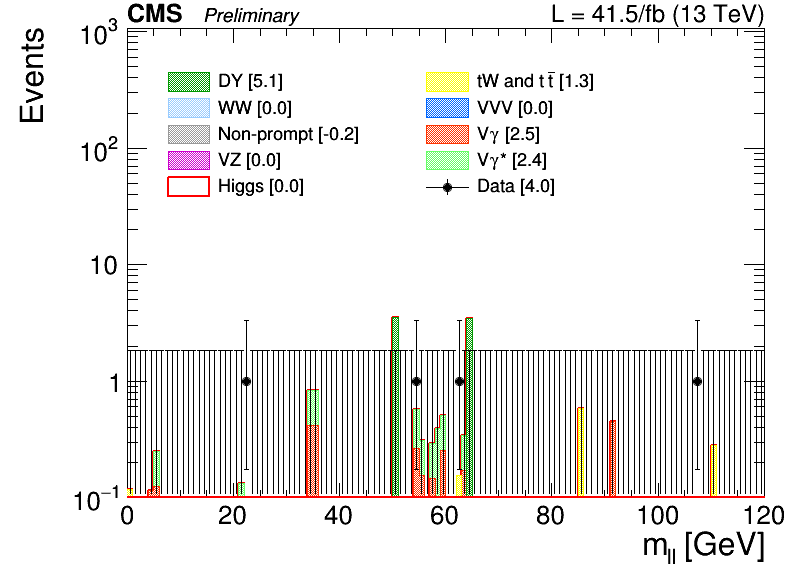 CMS Preliminary L = 41.5/fb (13 TeV)
Events
10³
10²
10
1
10⁻¹
DY [5.1]
WW [0.0]
Non-prompt [-0.2]
VZ [0.0]
Higgs [0.0]
tW and tt̅ [1.3]
VVV [0.0]
Vγ [2.5]
Vγ* [2.4]
Data [4.0]
0 20 40 60 80 100 120
m_ll [GeV]